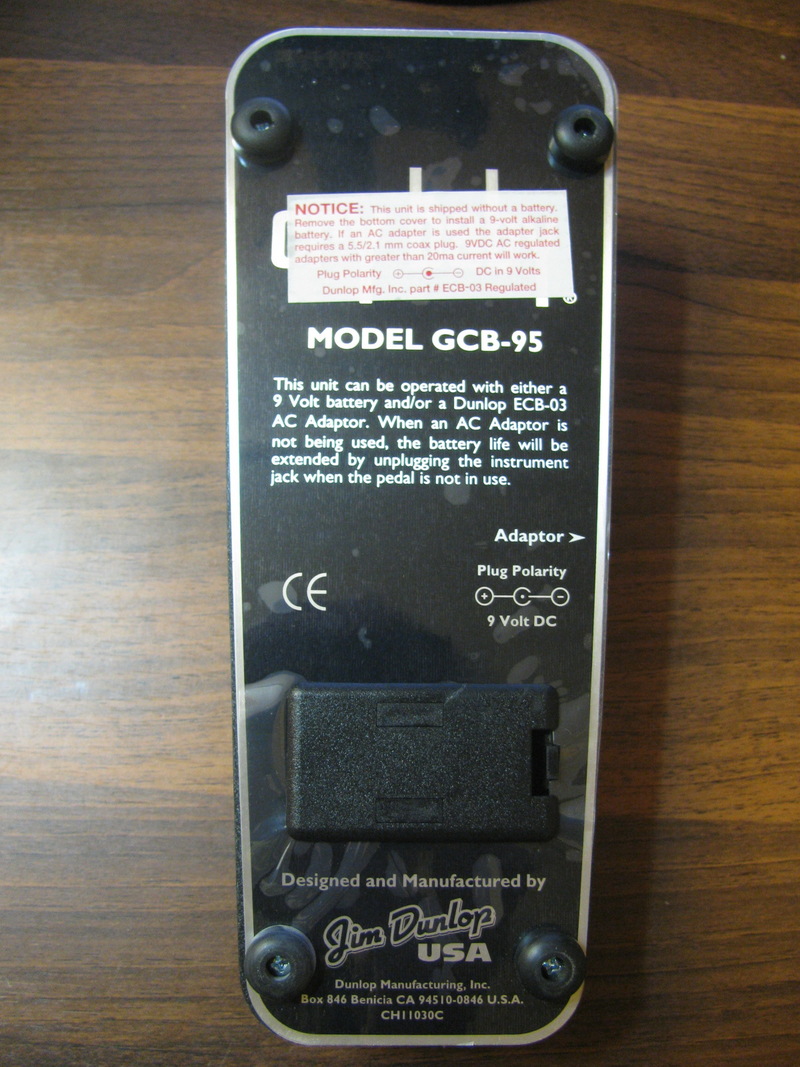 NOTICE: This unit is shipped without a battery.
Remove the bottom cover to install a 9-volt alkaline
battery. If an AC adapter is used the adapter jack
requires a 5.5/2.1 mm coax plug. 9VDC AC regulated
adapters with greater than 20ma current will work.
Plug Polarity + - DC in 9 Volts
Dunlop Mfg. Inc. part # ECB-03 Regulated
®
MODEL GCB-95
This unit can be operated with either a
9 Volt battery and/or a Dunlop ECB-03
AC Adaptor. When an AC Adaptor is
not being used, the battery life will be
extended by unplugging the instrument
jack when the pedal is not in use.
Adaptor ➤
Plug Polarity
+ -
CE
9 Volt DC
Designed and Manufactured by
Jim Dunlop
USA
Dunlop Manufacturing, Inc.
Box 846 Benicia CA 94510-0846 U.S.A.
CH11030C